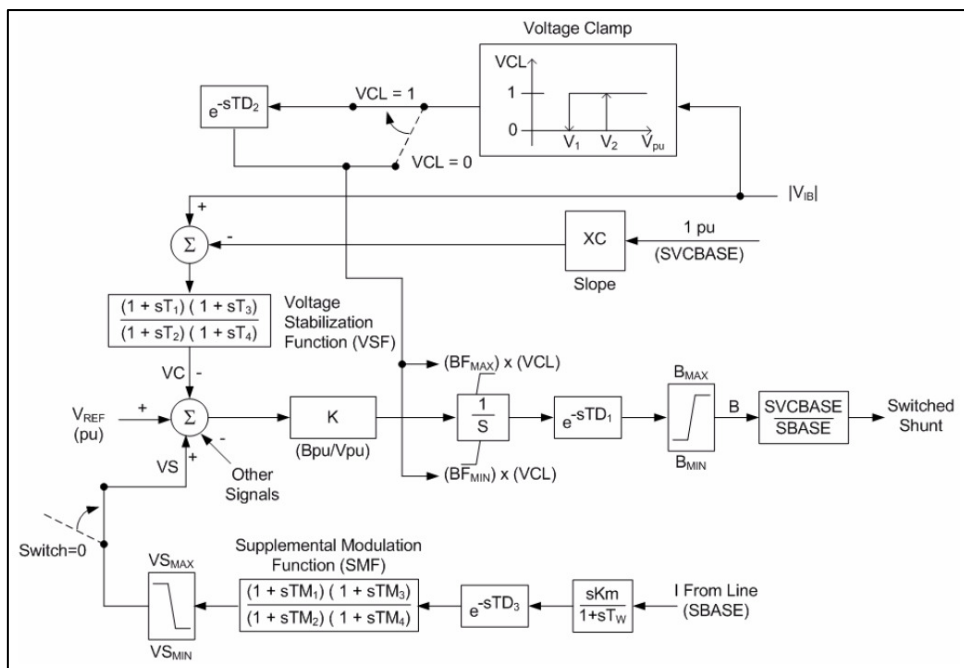 Voltage Clamp
VCL
1
0
V₁
V₂
Vpu
VCL = 1
e-sTD₂
VCL = 0
|VIB|
+
Σ
-
XC
1 pu
(SVCBASE)
Slope
(1 + sT₁) ( 1 + sT₃)
(1 + sT₂) ( 1 + sT₄)
Voltage
Stabilization
Function (VSF)
VC
-
(BFMAX) x (VCL)
VREF
(pu)
+
Σ
-
+
VS
Other
Signals
K
(Bpu/Vpu)
1
S
e-sTD₁
BMAX
BMIN
B
SVCBASE
SBASE
Switched
Shunt
(BFMIN) x (VCL)
Switch=0
VSMAX
VSMIN
Supplemental Modulation
Function (SMF)
(1 + sTM₁) ( 1 + sTM₃)
(1 + sTM₂) ( 1 + sTM₄)
e-sTD₃
sKm
1+sTW
I From Line
(SBASE)